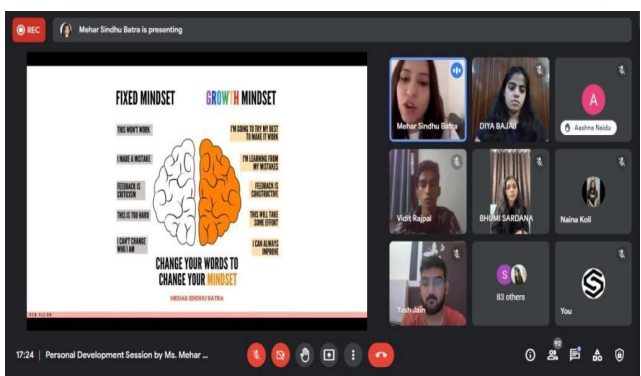 REC
Mehar Sindhu Batra is presenting
FIXED MINDSET
GROWTH MINDSET
THIS WON'T WORK
I'M GOING TO TRY MY BEST
TO MAKE IT WORK
I MADE A MISTAKE
I'M LEARNING FROM
MY MISTAKES
FEEDBACK IS
CRITICISM
FEEDBACK IS
CONSTRUCTIVE
THIS IS TOO HARD
THIS WILL TAKE
SOME EFFORT
I CAN'T CHANGE
WHO I AM
I CAN ALWAYS
IMPROVE
CHANGE YOUR WORDS TO
CHANGE YOUR MINDSET
MEHAR SINDHU BATRA
Mehar Sindhu Batra
DIYA BAJAJ
A
Aashna Naidu
Vidit Rajpal
BHUMI SARDANA
Naina Koli
Yash Jain
S
83 others
You
17:24 | Personal Development Session by Ms. Mehar ...
92